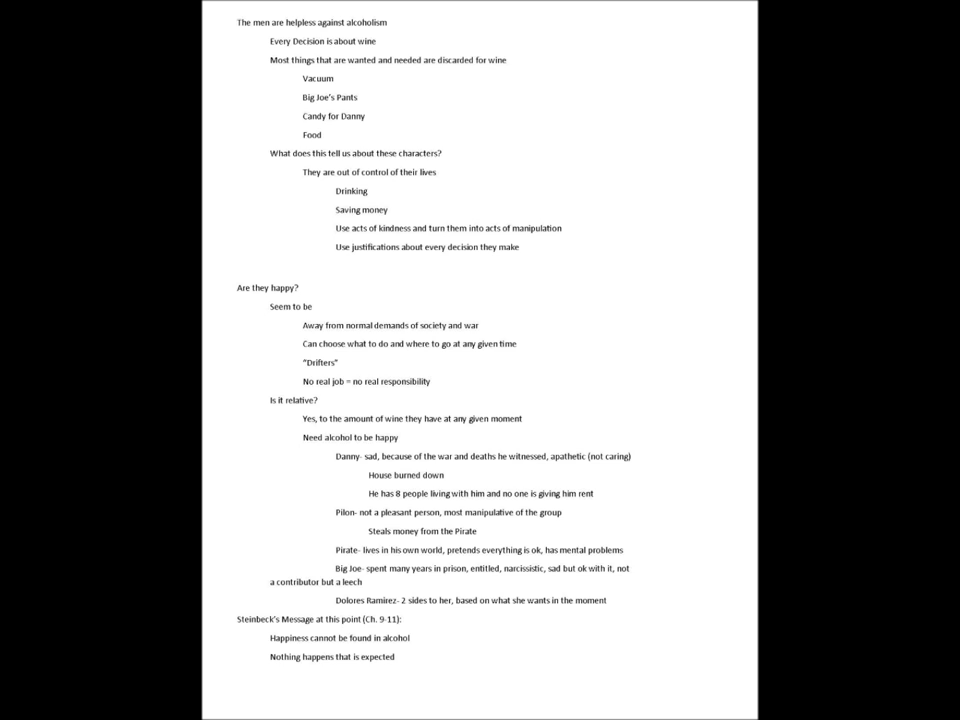 The men are helpless against alcoholism
Every Decision is about wine
Most things that are wanted and needed are discarded for wine
Vacuum
Big Joe's Pants
Candy for Danny
Food
What does this tell us about these characters?
They are out of control of their lives
Drinking
Saving money
Use acts of kindness and turn them into acts of manipulation
Use justifications about every decision they make
Are they happy?
Seem to be
Away from normal demands of society and war
Can choose what to do and where to go at any given time
"Drifters"
No real job = no real responsibility
Is it relative?
Yes, to the amount of wine they have at any given moment
Need alcohol to be happy
Danny- sad, because of the war and deaths he witnessed, apathetic (not caring)
House burned down
He has 8 people living with him and no one is giving him rent
Pilon- not a pleasant person, most manipulative of the group
Steals money from the Pirate
Pirate- lives in his own world, pretends everything is ok, has mental problems
Big Joe- spent many years in prison, entitled, narcissistic, sad but ok with it, not
a contributor but a leech
Dolores Ramirez- 2 sides to her, based on what she wants in the moment
Steinbeck's Message at this point (Ch. 9-11):
Happiness cannot be found in alcohol
Nothing happens that is expected